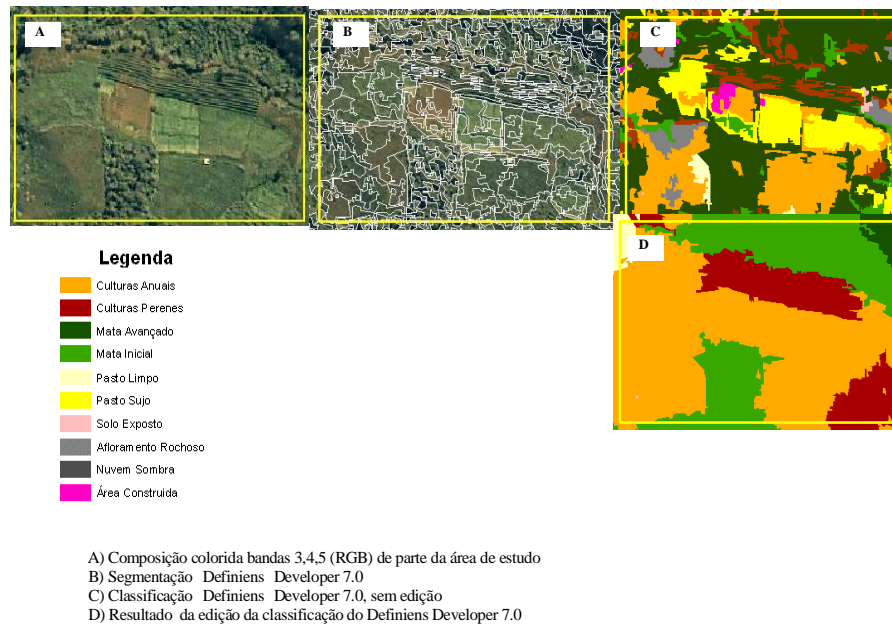 A
B
C
D
Legenda
Culturas Anuais
Culturas Perenes
Mata Avançado
Mata Inicial
Pasto Limpo
Pasto Sujo
Solo Exposto
Afloramento Rochoso
Nuvem Sombra
Área Construida
A) Composição colorida bandas 3,4,5 (RGB) de parte da área de estudo
B) Segmentação Definiens Developer 7.0
C) Classificação Definiens Developer 7.0, sem edição
D) Resultado da edição da classificação do Definiens Developer 7.0